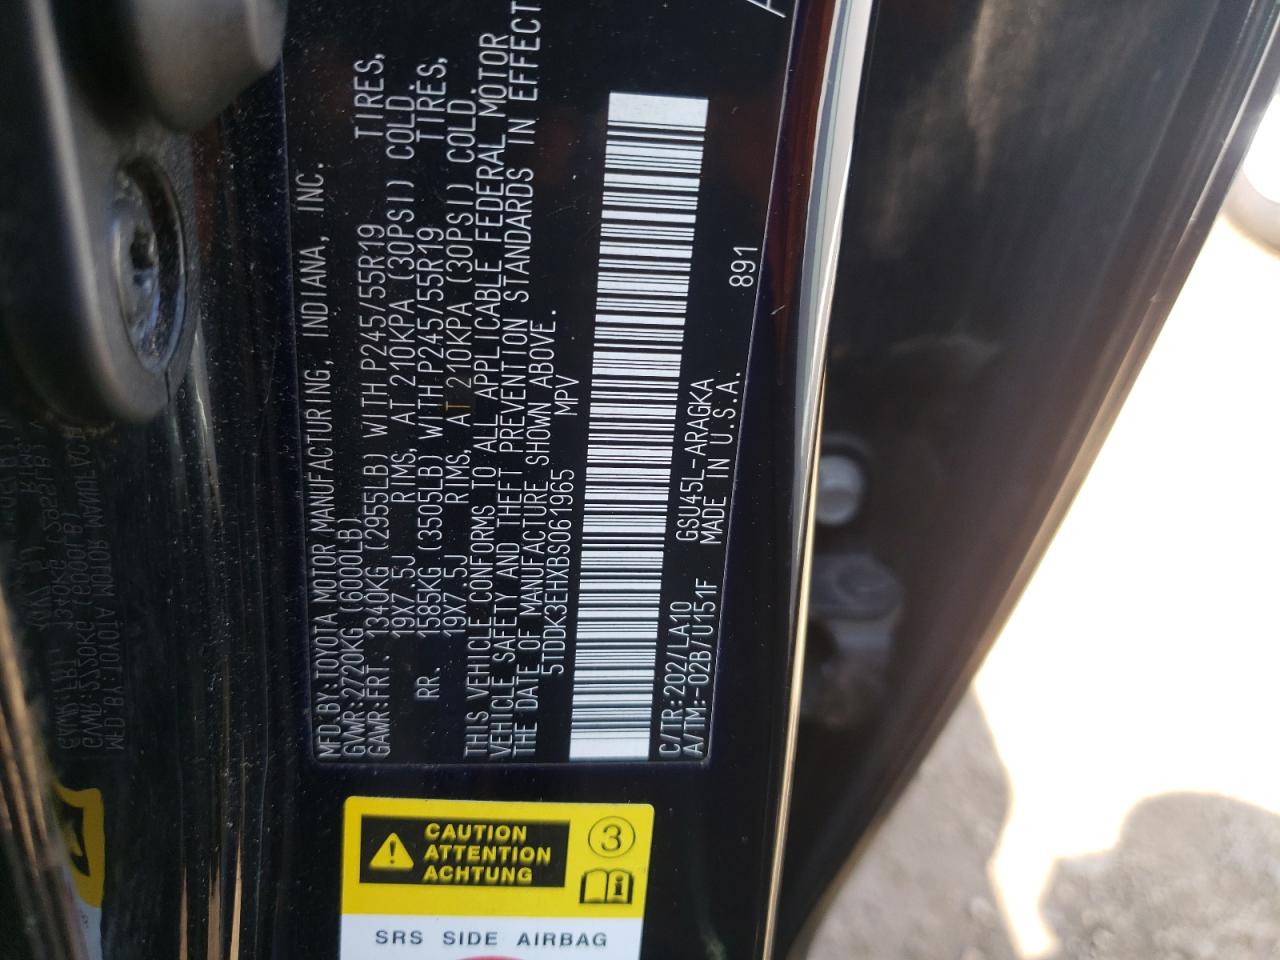 MFD.BY:TOYOTA MOTOR MANUFACTURING, INDIANA, INC.
GVWR:2720KG (6000LB)
GAWR:FRT. 1340KG (2955LB) WITH P245/55R19 TIRES,
19X7.5J RIMS, AT 210KPA (30PSI) COLD.
RR. 1585KG (3505LB) WITH P245/55R19 TIRES,
19X7.5J RIMS, AT 210KPA (30PSI) COLD.
THIS VEHICLE CONFORMS TO ALL APPLICABLE FEDERAL MOTOR
VEHICLE SAFETY AND THEFT PREVENTION STANDARDS IN EFFECT
THE DATE OF MANUFACTURE SHOWN ABOVE.
5TDDK3EHXBS061965 MPV
C/TR:202/LA10 GSU45L-ARAGKA
A/TM:-02B/U151F MADE IN U.S.A. 891
CAUTION
ATTENTION
ACHTUNG
3
SRS SIDE AIRBAG